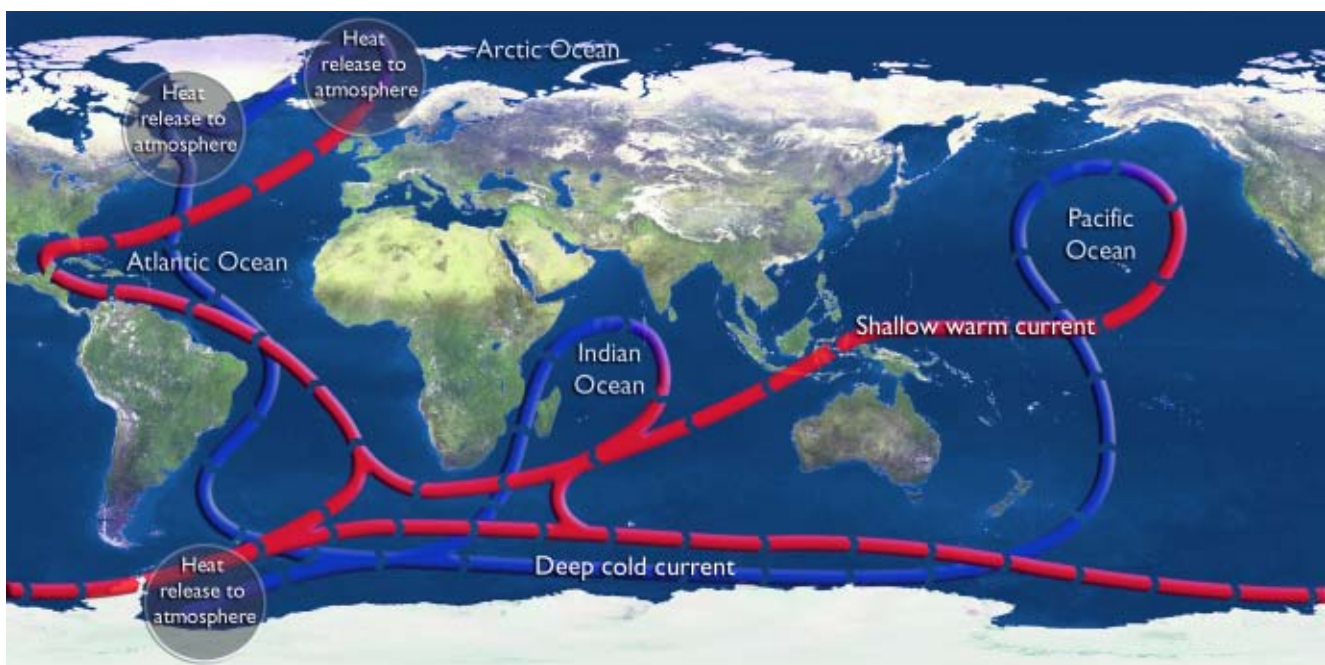 Heat
release to
atmosphere
Arctic Ocean
Heat
release to
atmosphere
Atlantic Ocean
Pacific
Ocean
Shallow warm current
Indian
Ocean
Deep cold current
Heat
release to
atmosphere